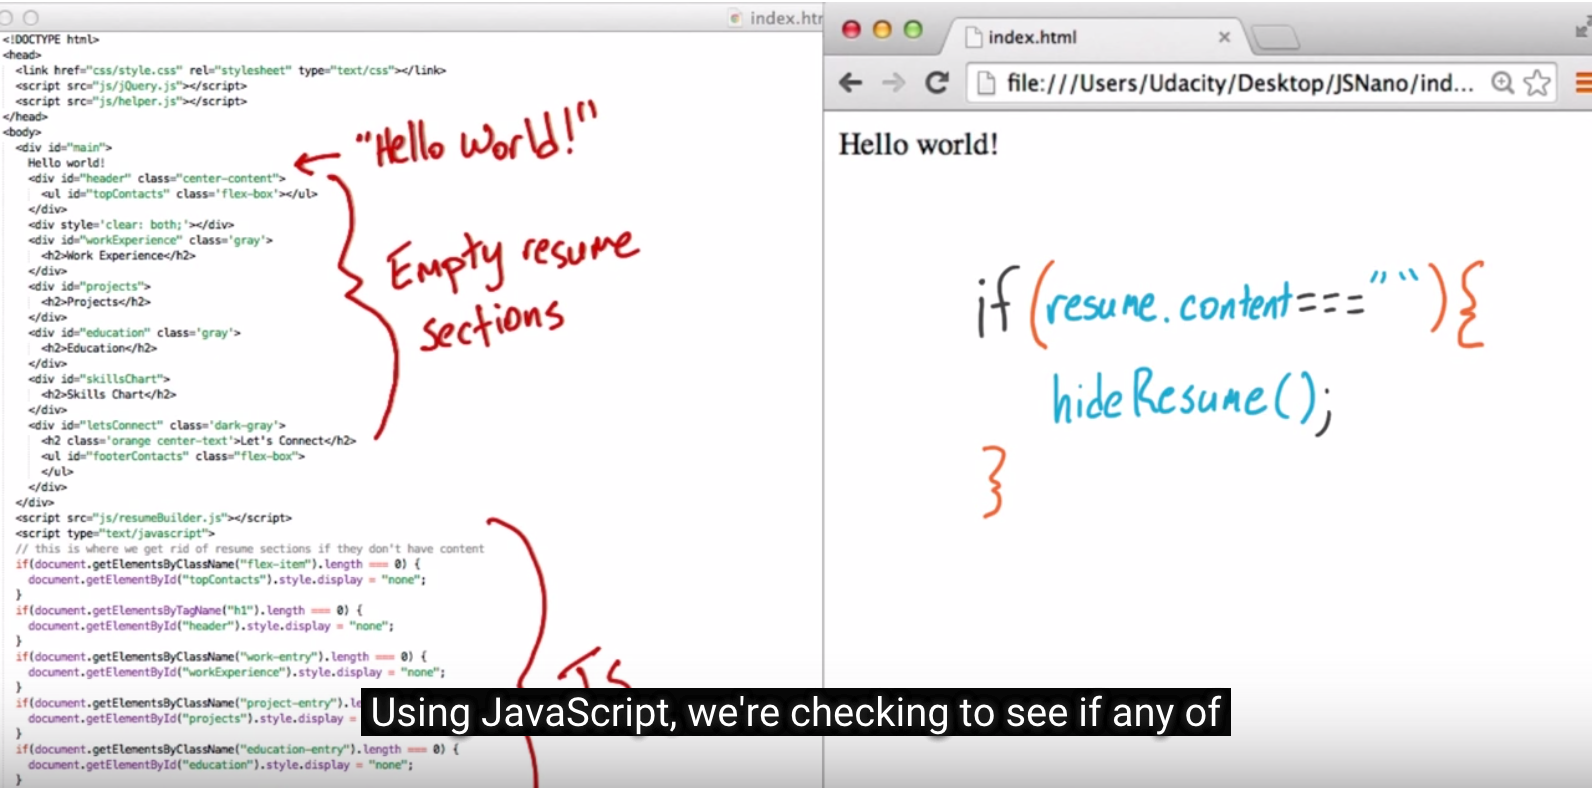 index.htm
<!DOCTYPE html>
<head>
<link href="css/style.css" rel="stylesheet" type="text/css"></link>
<script src="js/jQuery.js"></script>
<script src="js/helper.js"></script>
</head>
<body>
<div id="main">
Hello world!
<div id="header" class="center-content">
<ul id="topContacts" class='flex-box'></ul>
</div>
<div style='clear: both;'></div>
<div id="workExperience" class='gray'>
<h2>Work Experience</h2>
</div>
<div id="projects">
<h2>Projects</h2>
</div>
<div id="education" class='gray'>
<h2>Education</h2>
</div>
<div id="skillsChart">
<h2>Skills Chart</h2>
</div>
<div id="letsConnect" class='dark-gray'>
<h2 class='orange center-text'>Let's Connect</h2>
<ul id="footerContacts" class="flex-box">
</ul>
</div>
</div>
<script src="js/resumeBuilder.js"></script>
<script type="text/javascript">
// this is where we get rid of resume sections if they don't have content
if(document.getElementsByClassName("flex-item").length === 0) {
document.getElementById("topContacts").style.display = "none";
}
if(document.getElementsByTagName("h1").length === 0) {
document.getElementById("header").style.display = "none";
}
if(document.getElementsByClassName("work-entry").length === 0) {
document.getElementById("workExperience").style.display = "none";
}
if(document.getElementsByClassName("project-entry").le
document.getElementById("projects").style.display =
}
if(document.getElementsByClassName("education-entry").length === 0) {
document.getElementById("education").style.display = "none";
}
"Hello World!"
Empty resume
sections
JS
index.html
file:///Users/Udacity/Desktop/JSNano/ind...
Hello world!
if(resume.content===""){
hideResume();
}
Using JavaScript, we're checking to see if any of